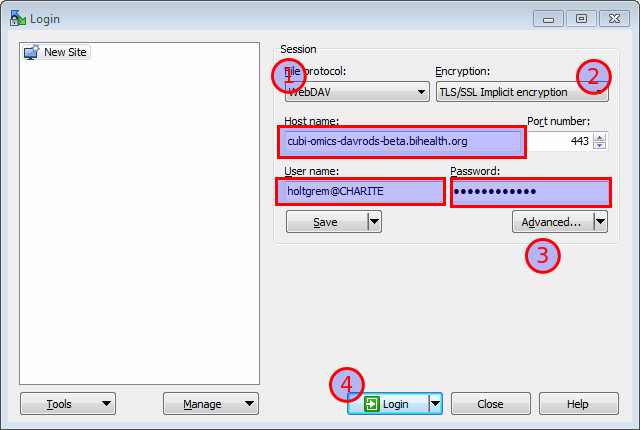 Login
New Site
Session
File protocol:
Encryption:
1
2
WebDAV
TLS/SSL Implicit encryption
Host name:
Port number:
cubi-omics-davrods-beta.bihealth.org
443
User name:
Password:
holtgrem@CHARITE
●●●●●●●●●●●●
Save
Advanced...
3
4
Tools
Manage
Login
Close
Help